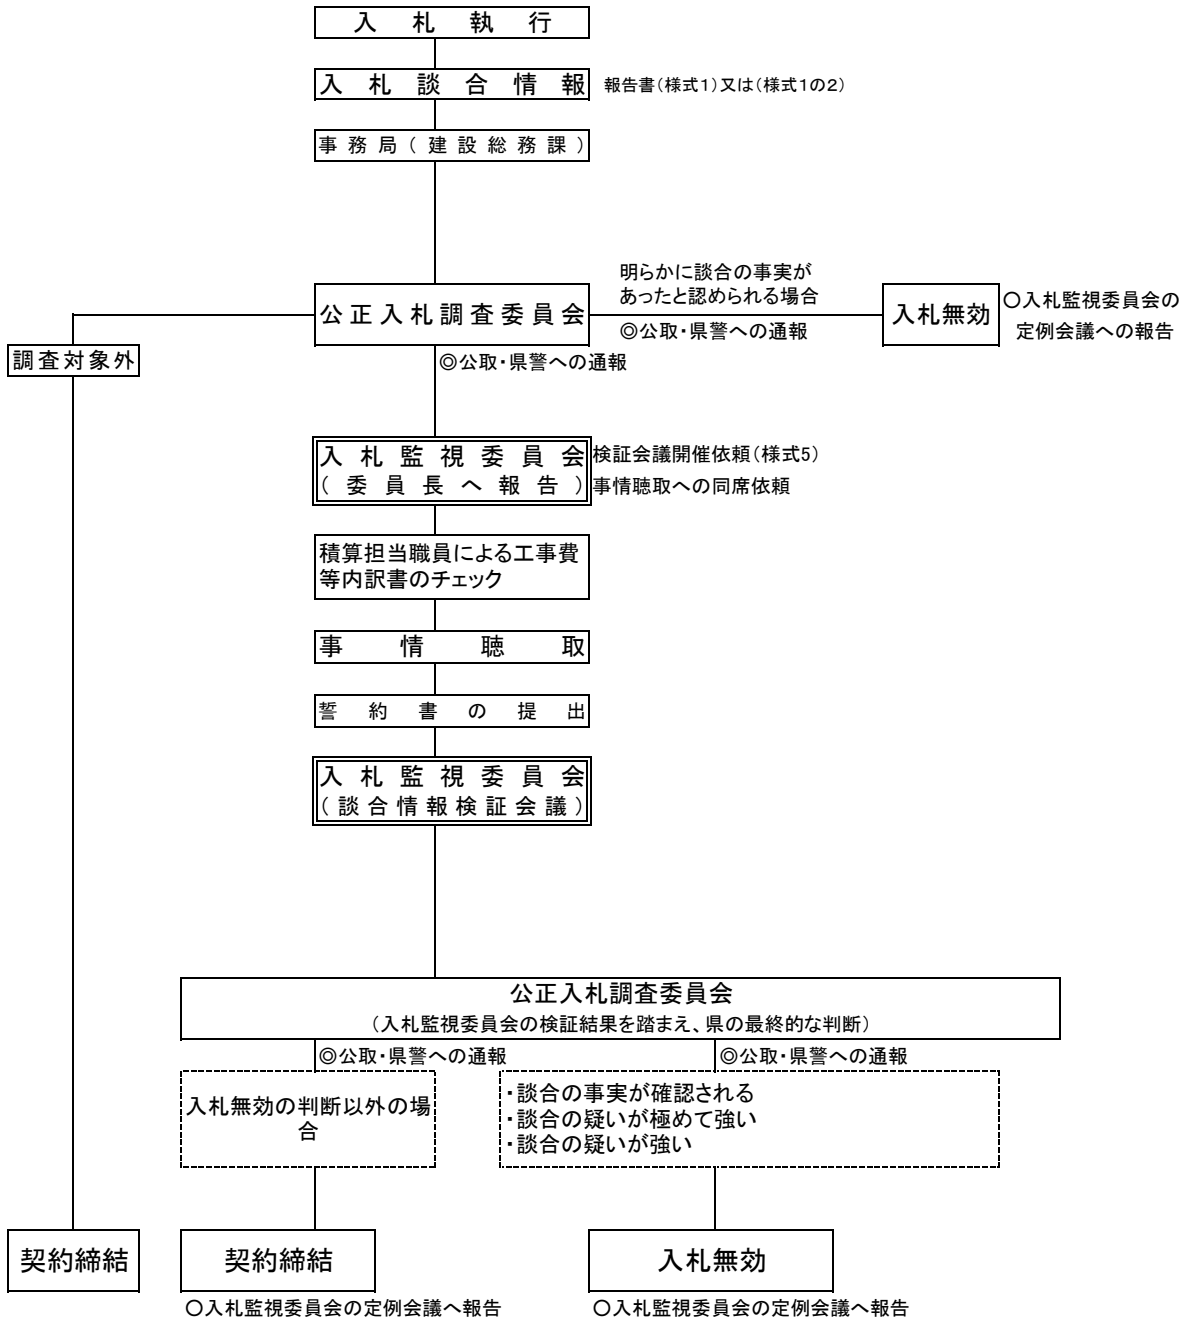 入札執行
入札談合情報
報告書(様式1)又は(様式1の2)
事務局(建設総務課)
明らかに談合の事実が
あったと認められる場合
公正入札調査委員会
◎公取・県警への通報
入札無効
○入札監視委員会の
定例会議への報告
調査対象外
◎公取・県警への通報
入札監視委員会
(委員長へ報告)
検証会議開催依頼(様式5)
事情聴取への同席依頼
積算担当職員による工事費
等内訳書のチェック
事情聴取
誓約書の提出
入札監視委員会
(談合情報検証会議)
公正入札調査委員会
(入札監視委員会の検証結果を踏まえ、県の最終的な判断)
◎公取・県警への通報
◎公取・県警への通報
入札無効の判断以外の場
合
・談合の事実が確認される
・談合の疑いが極めて強い
・談合の疑いが強い
契約締結
契約締結
入札無効
○入札監視委員会の定例会議へ報告
○入札監視委員会の定例会議へ報告